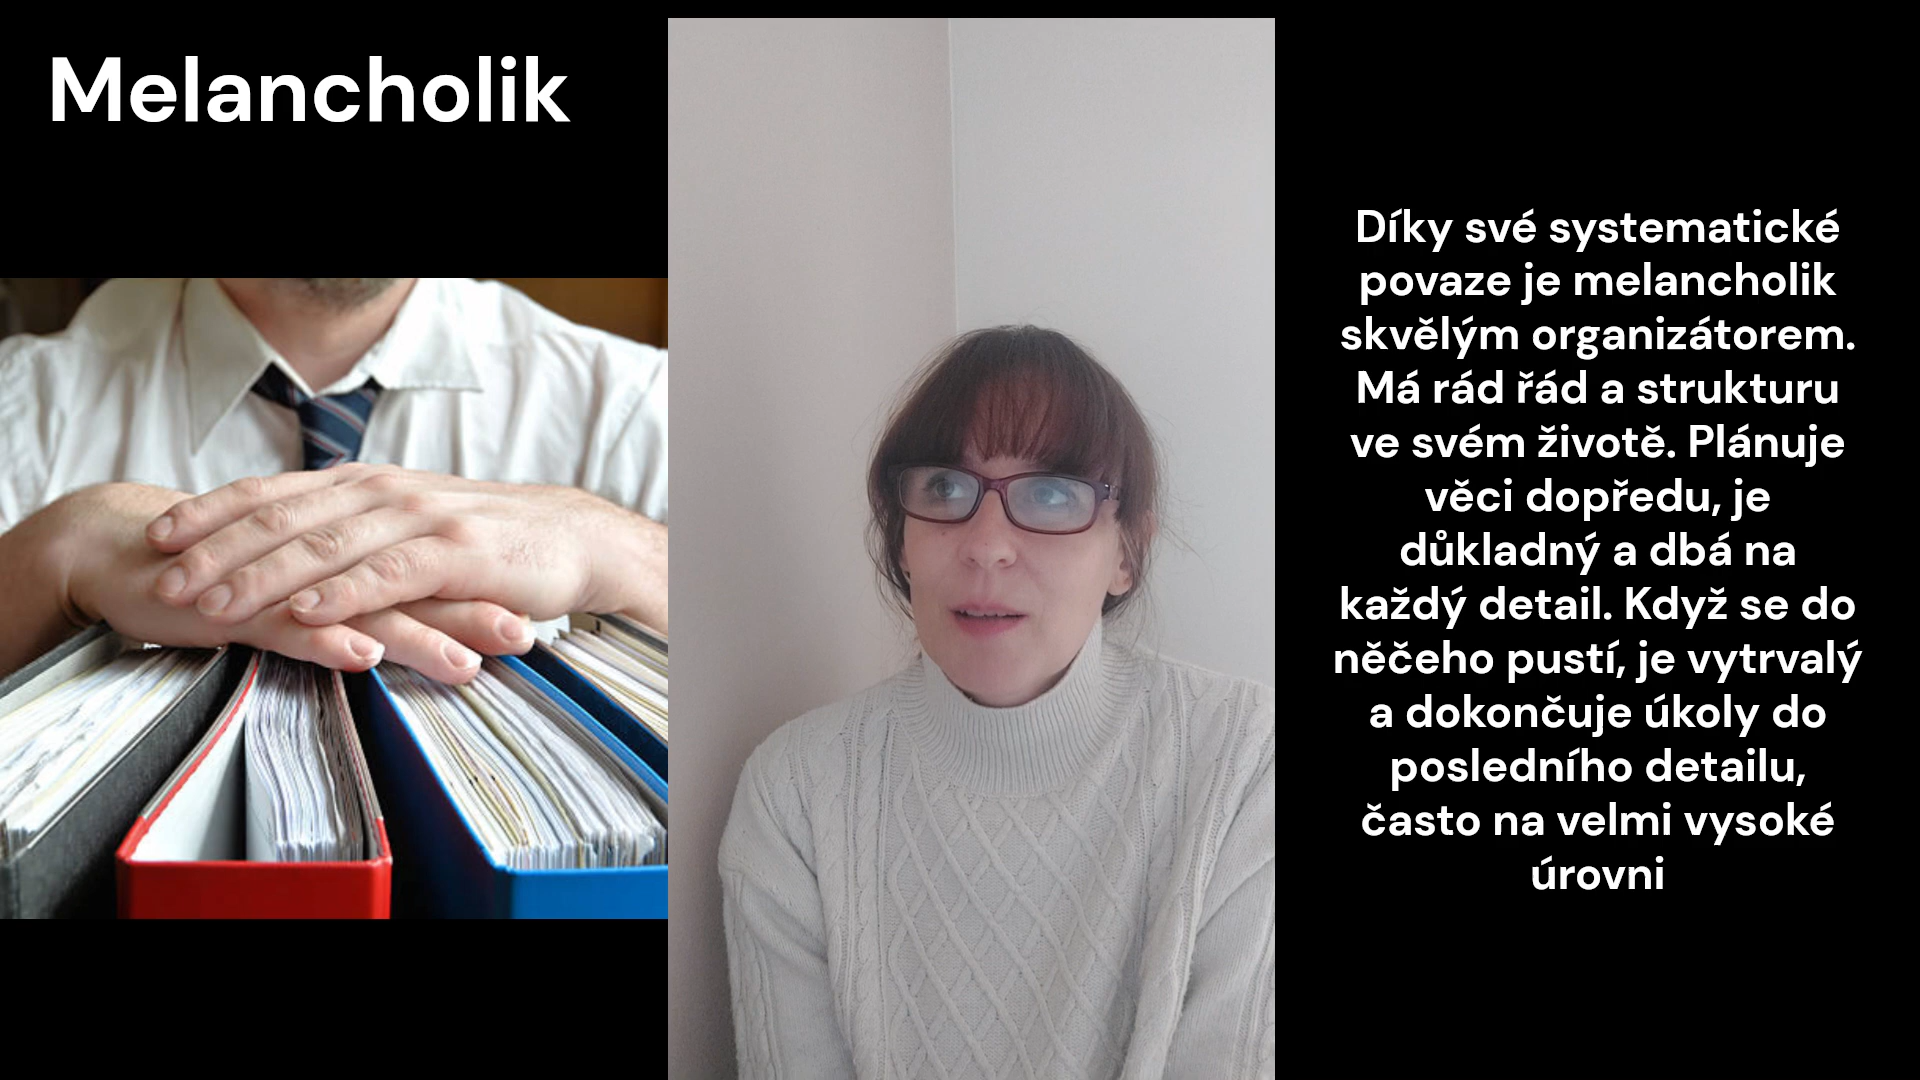 Melancholik
Díky své systematické
povaze je melancholik
skvělým organizátorem.
Má rád řád a strukturu
ve svém životě. Plánuje
věci dopředu, je
důkladný a dbá na
každý detail. Když se do
něčeho pustí, je vytrvalý
a dokončuje úkoly do
posledního detailu,
často na velmi vysoké
úrovni